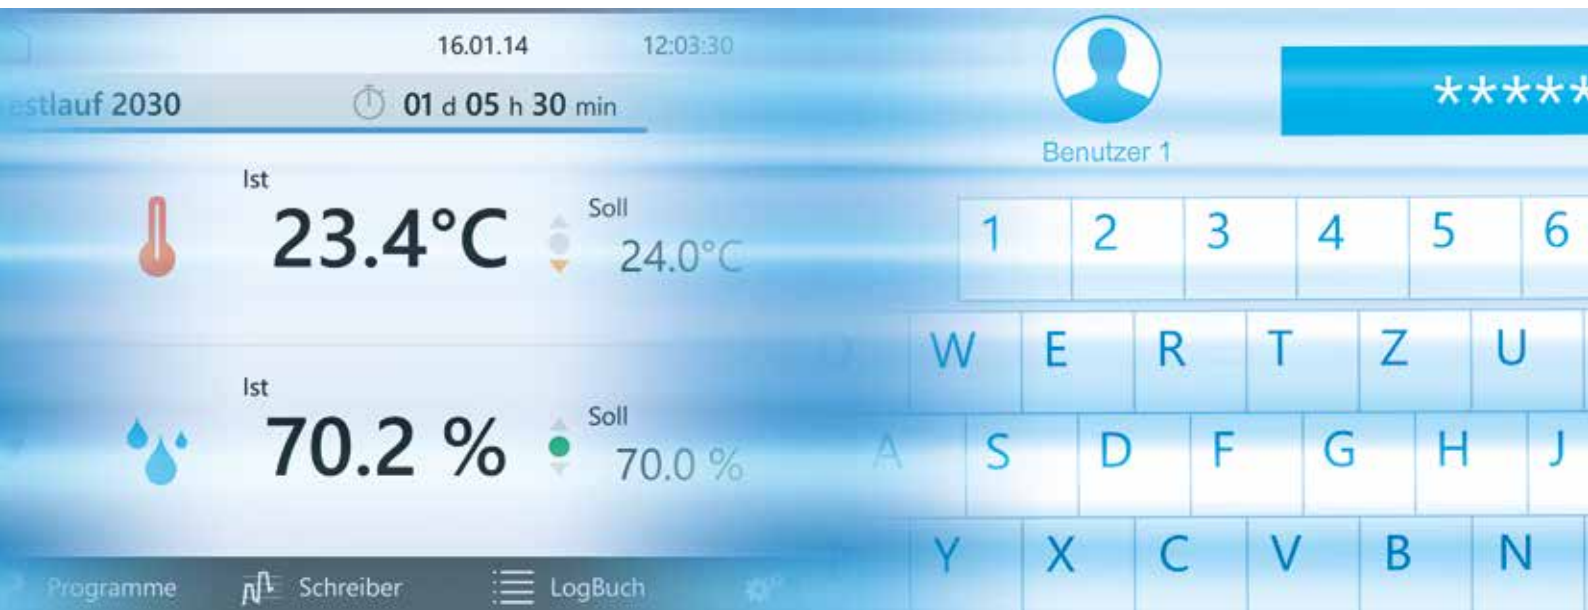 16.01.14 12:03:30
estlauf 2030 01 d 05 h 30 min
Ist
23.4°C
Soll
24.0°C
Ist
70.2 %
Soll
70.0 %
Programme Schreiber LogBuch
*****
Benutzer 1
1 2 3 4 5 6
W E R T Z U
A S D F G H J
Y X C V B N